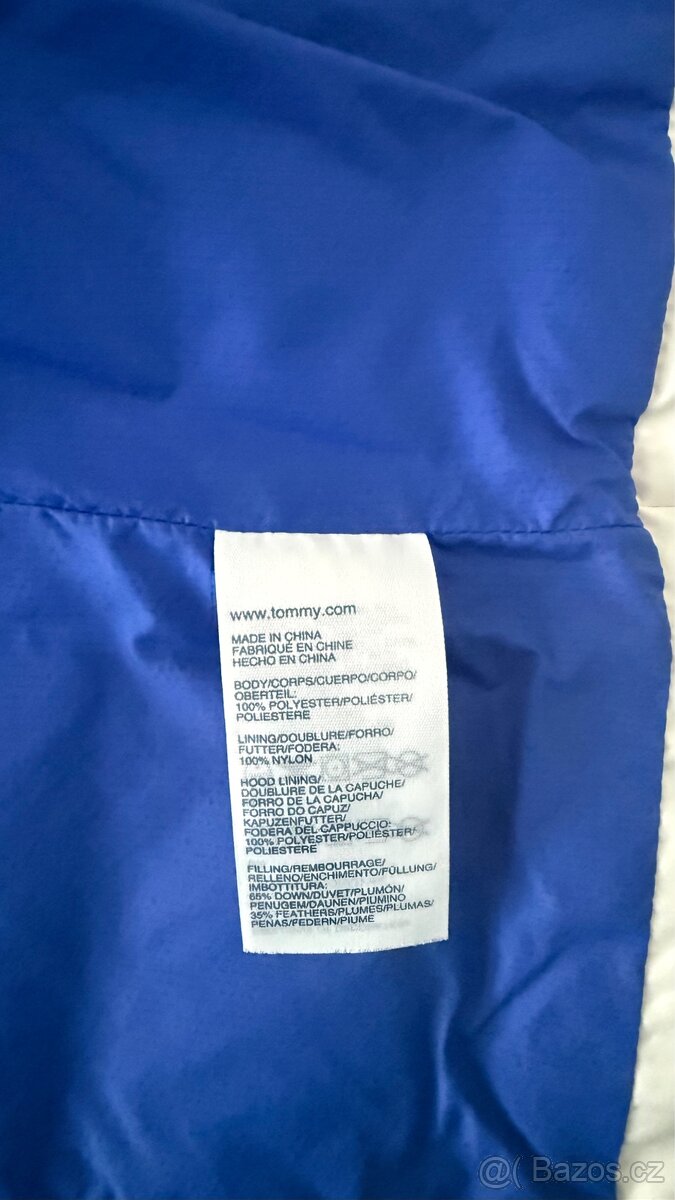 www.tommy.com
MADE IN CHINA
FABRIQUÉ EN CHINE
HECHO EN CHINA
BODY/CORPS/CUERPO/CORPO/
OBERTEIL:
100% POLYESTER/POLIÉSTER/
POLIESTERE
LINING/DOUBLURE/FORRO/
FUTTER/FODERA:
100% NYLON
HOOD LINING/
DOUBLURE DE LA CAPUCHE/
FORRO DE LA CAPUCHA/
FORRO DO CAPUZ/
KAPUZENFUTTER/
FODERA DEL CAPPUCCIO:
100% POLYESTER/POLIÉSTER/
POLIESTERE
FILLING/REMBOURRAGE/
RELLENO/ENCHIMENTO/FÜLLUNG/
IMBOTTITURA:
65% DOWN/DUVET/PLUMÓN/
PENUGEM/DAUNEN/PIUMINO
35% FEATHERS/PLUMES/PLUMAS/
PENAS/FEDERN/PIUME
@( Bazos.cz